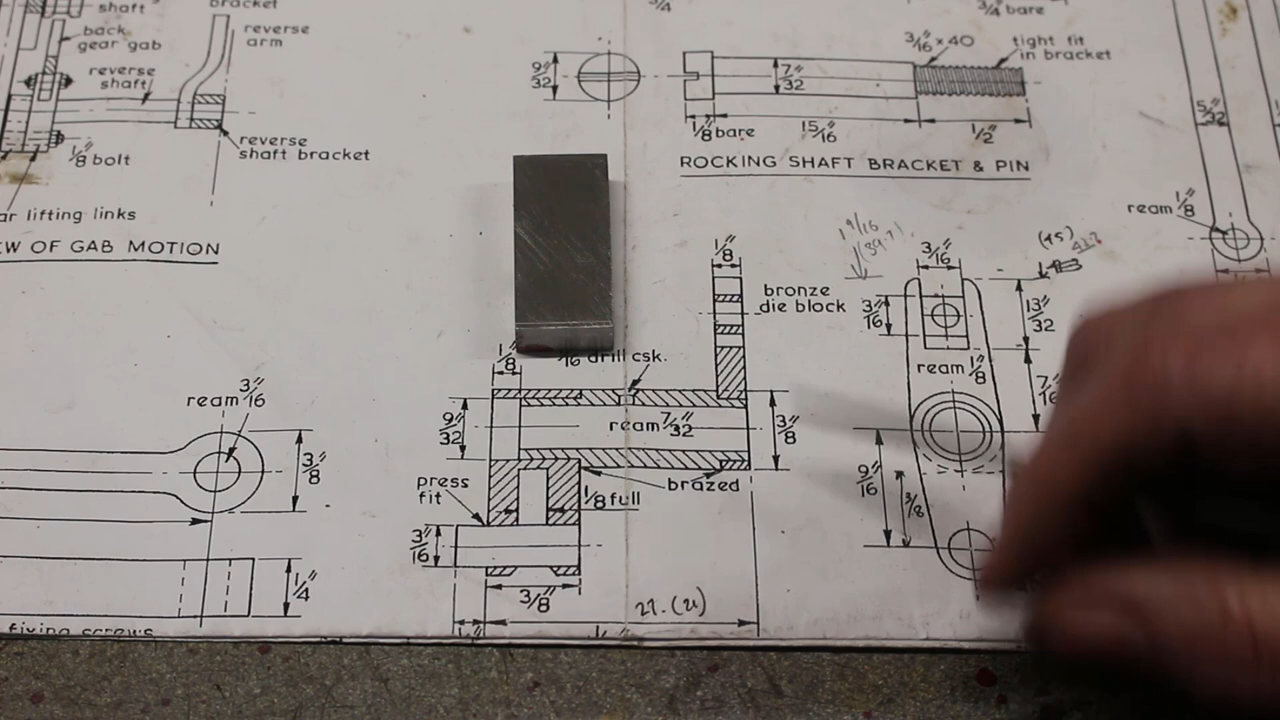 shaft
bracket
back
gear gab
reverse
arm
reverse
shaft
1/8" bolt
reverse
shaft bracket
ar lifting links
EW OF GAB MOTION
3/4
3/4 bare
9/32"
7/32"
3/16 × 40
tight fit
in bracket
1/8" bare
15/16"
1/2"
ROCKING SHAFT BRACKET & PIN
5/32"
ream 1/8"
1/8"
bronze
die block
1 9/16
(39.7)
3/16"
(45)
3/16"
13/32"
ream 1/8"
7/16
1/8"
/16 drill csk.
9/32"
ream 7/32"
3/8"
press
fit
1/8" full
brazed
3/16"
3/8"
27. (21)
9/16"
3/8
ream 3/16"
3/8"
1/4"
fixing screws